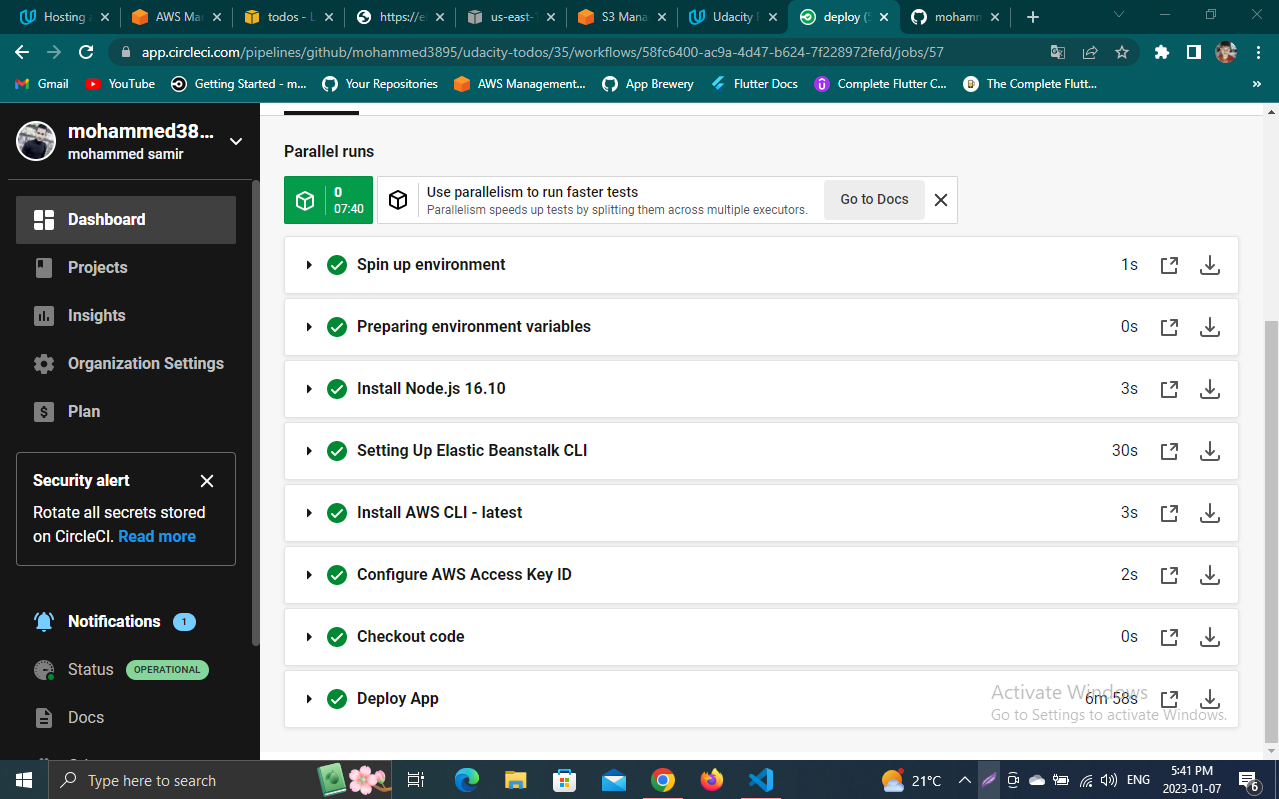 Hosting a
AWS Man
todos - L
https://el
us-east-1
S3 Mana
Udacity R
deploy (5
mohamm
app.circleci.com/pipelines/github/mohammed3895/udacity-todos/35/workflows/58fc6400-ac9a-4d47-b624-7f228972fefd/jobs/57
Gmail
YouTube
Getting Started - m...
Your Repositories
AWS Management...
App Brewery
Flutter Docs
Complete Flutter C...
The Complete Flutt...
»
mohammed38...
mohammed samir
Dashboard
Projects
Insights
Organization Settings
Plan
Security alert
Rotate all secrets stored
on CircleCI. Read more
Notifications 1
Status OPERATIONAL
Docs
Parallel runs
0
07:40
Use parallelism to run faster tests
Parallelism speeds up tests by splitting them across multiple executors.
Go to Docs
Spin up environment 1s
Preparing environment variables 0s
Install Node.js 16.10 3s
Setting Up Elastic Beanstalk CLI 30s
Install AWS CLI - latest 3s
Configure AWS Access Key ID 2s
Checkout code 0s
Deploy App 6m 58s
Activate Windows
Go to Settings to activate Windows.
Type here to search
21°C
ENG
5:41 PM
2023-01-07
6